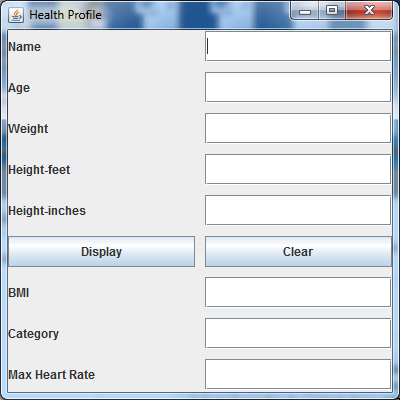 Health Profile
Name
Age
Weight
Height-feet
Height-inches
Display Clear
BMI
Category
Max Heart Rate